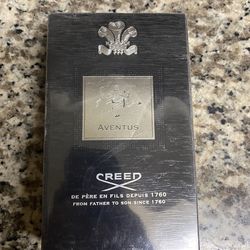 AVENTUS
CREED
DE PÈRE EN FILS DEPUIS 1760
FROM FATHER TO SON SINCE 1760